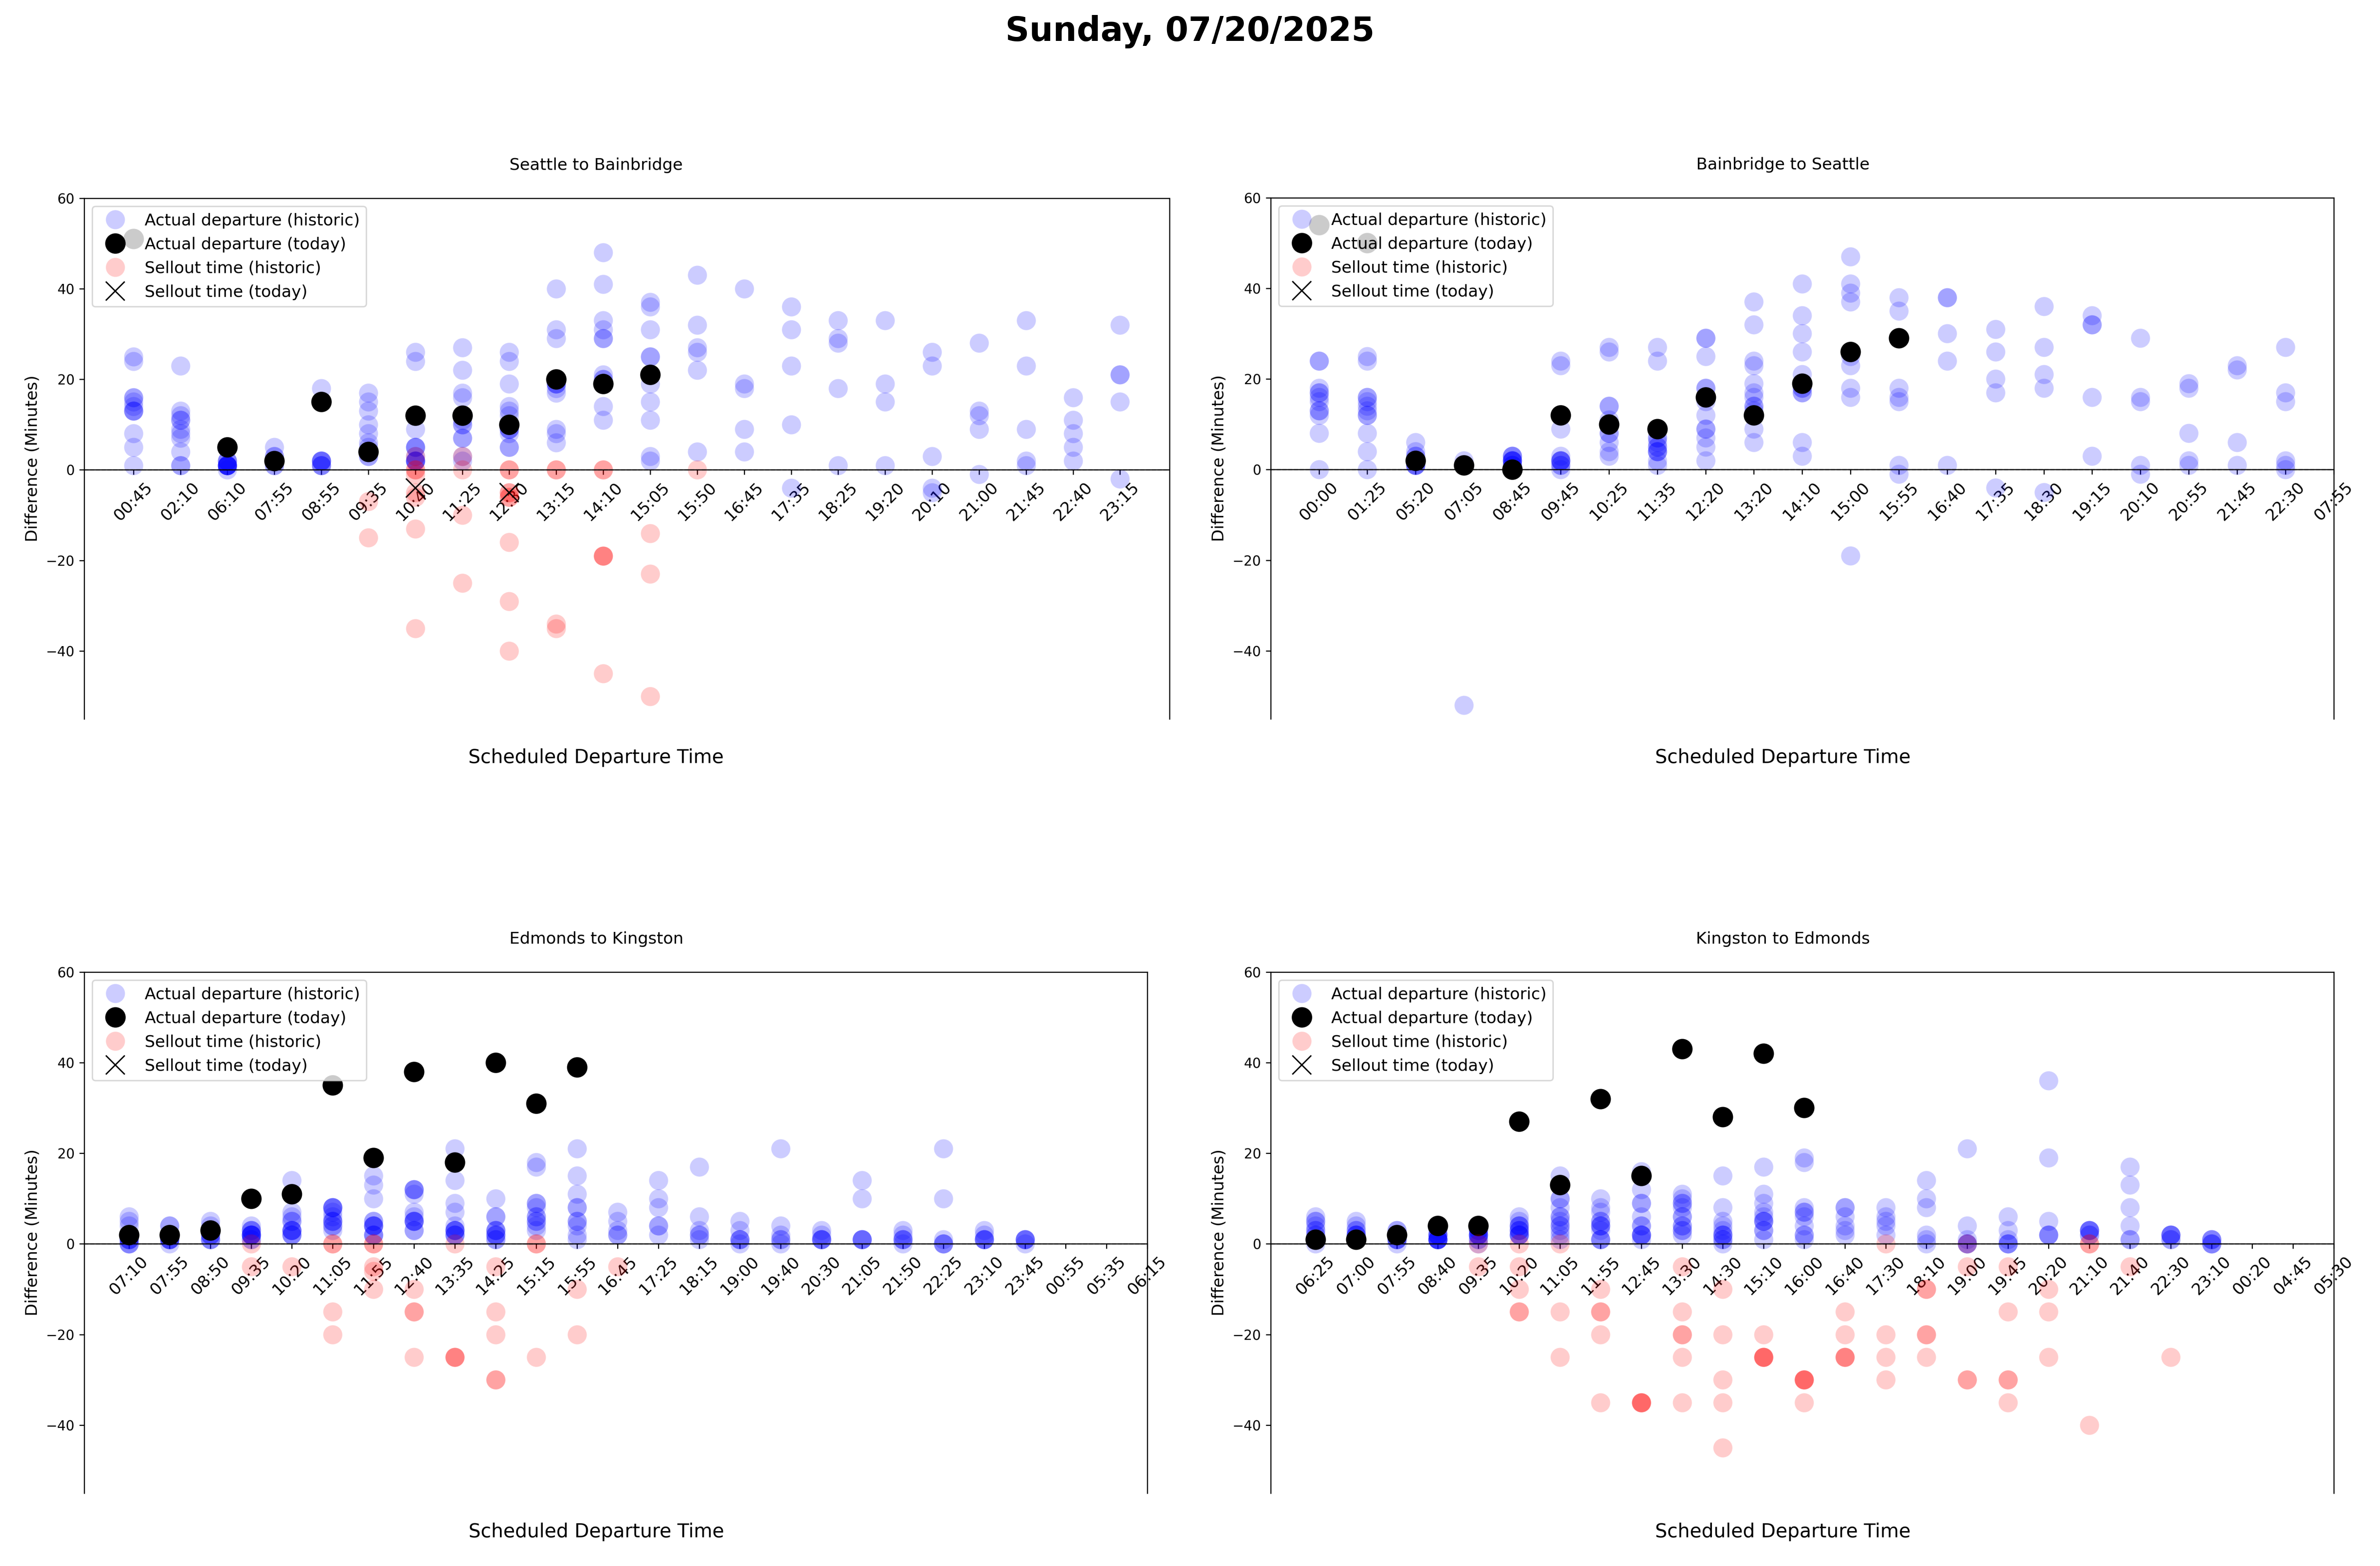 Sunday, 07/20/2025
Seattle to Bainbridge
Difference (Minutes)
60
40
20
0
−20
−40
Actual departure (historic)
Actual departure (today)
Sellout time (historic)
Sellout time (today)
00:45 02:10 06:10 07:55 08:55 09:35 10:40 11:25 12:20 13:15 14:10 15:05 15:50 16:45 17:35 18:25 19:20 20:10 21:00 21:45 22:40 23:15
Scheduled Departure Time
Bainbridge to Seattle
Difference (Minutes)
60
40
20
0
−20
−40
Actual departure (historic)
Actual departure (today)
Sellout time (historic)
Sellout time (today)
00:00 01:25 05:20 07:05 08:45 09:45 10:25 11:35 12:20 13:20 14:10 15:00 15:55 16:40 17:35 18:30 19:15 20:10 20:55 21:45 22:30 07:55
Scheduled Departure Time
Edmonds to Kingston
Difference (Minutes)
60
40
20
0
−20
−40
Actual departure (historic)
Actual departure (today)
Sellout time (historic)
Sellout time (today)
07:10 07:55 08:50 09:35 10:20 11:05 11:55 12:40 13:35 14:25 15:15 15:55 16:45 17:25 18:15 19:00 19:40 20:30 21:05 21:50 22:25 23:10 23:45 00:55 05:35 06:15
Scheduled Departure Time
Kingston to Edmonds
Difference (Minutes)
60
40
20
0
−20
−40
Actual departure (historic)
Actual departure (today)
Sellout time (historic)
Sellout time (today)
06:25 07:00 07:55 08:40 09:35 10:20 11:05 11:55 12:45 13:30 14:30 15:10 16:00 16:40 17:30 18:10 19:00 19:45 20:20 21:10 21:40 22:30 23:10 00:20 04:45 05:30
Scheduled Departure Time